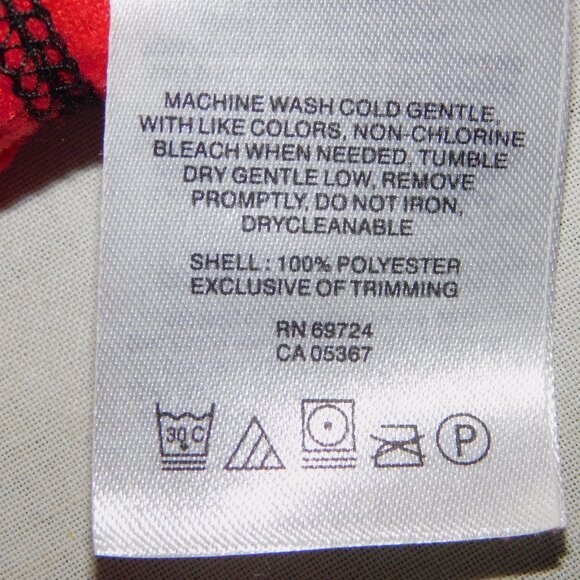 MACHINE WASH COLD GENTLE,
WITH LIKE COLORS, NON-CHLORINE
BLEACH WHEN NEEDED, TUMBLE
DRY GENTLE LOW, REMOVE
PROMPTLY, DO NOT IRON,
DRYCLEANABLE
SHELL : 100% POLYESTER
EXCLUSIVE OF TRIMMING
RN 69724
CA 05367
30 C P